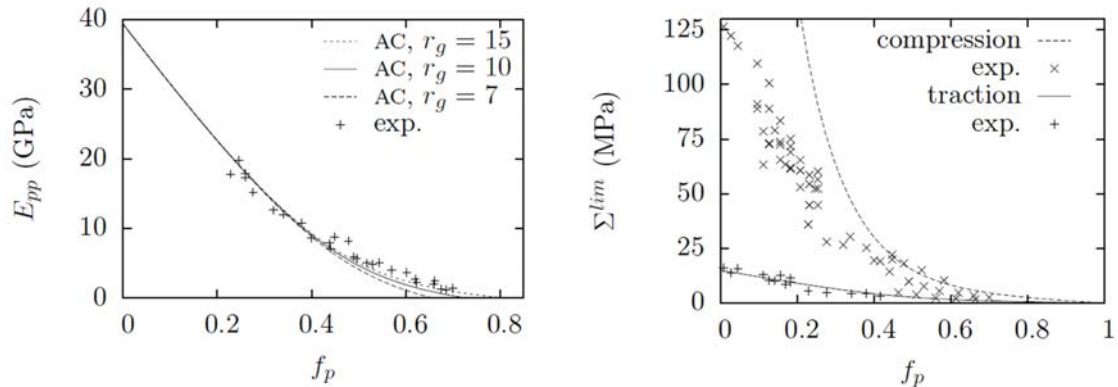 40
30
20
10
0
E_{pp} (GPa)
AC, r_g = 15
AC, r_g = 10
AC, r_g = 7
exp.
0 0.2 0.4 0.6 0.8
f_p
125
100
75
50
25
0
Σ^{lim} (MPa)
compression
exp.
traction
exp.
0 0.2 0.4 0.6 0.8 1
f_p